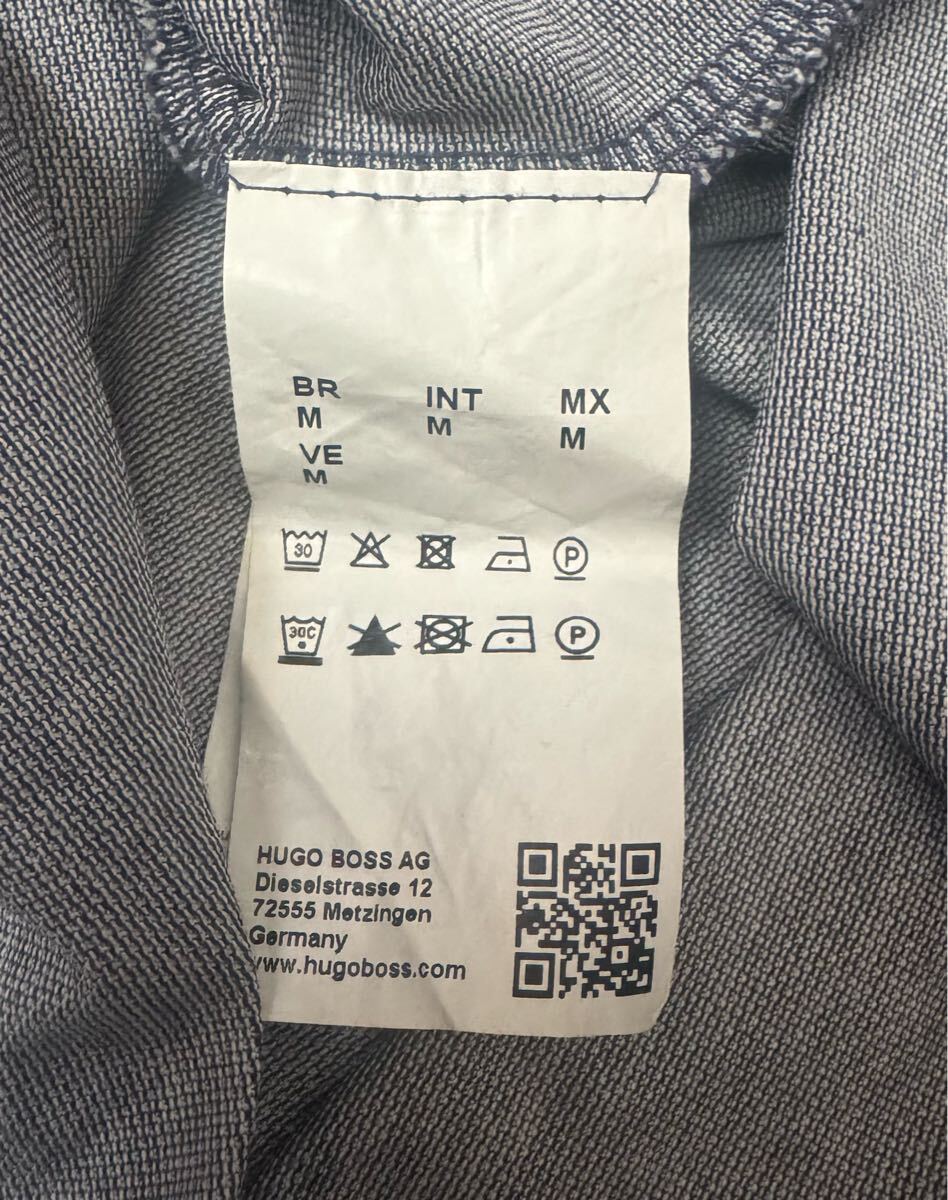 BR INT MX
M M M
VE
M
30 P
30C P
HUGO BOSS AG
Dieselstrasse 12
72555 Metzingen
Germany
www.hugoboss.com